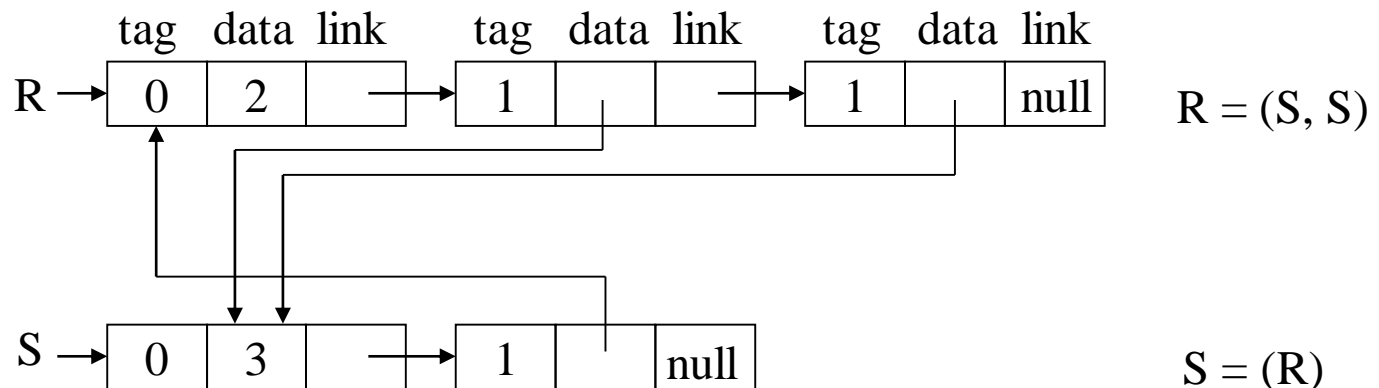 tag data link tag data link tag data link
R 0 2 1 1 null R = (S, S)
S 0 3 1 null S = (R)